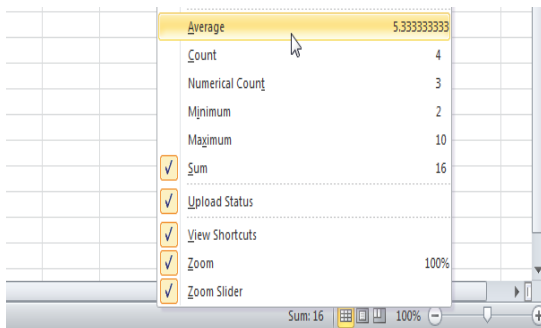 Average 5.333333333
Count 4
Numerical Count 3
Minimum 2
Maximum 10
Sum 16
Upload Status
View Shortcuts
Zoom 100%
Zoom Slider
Sum: 16 100%